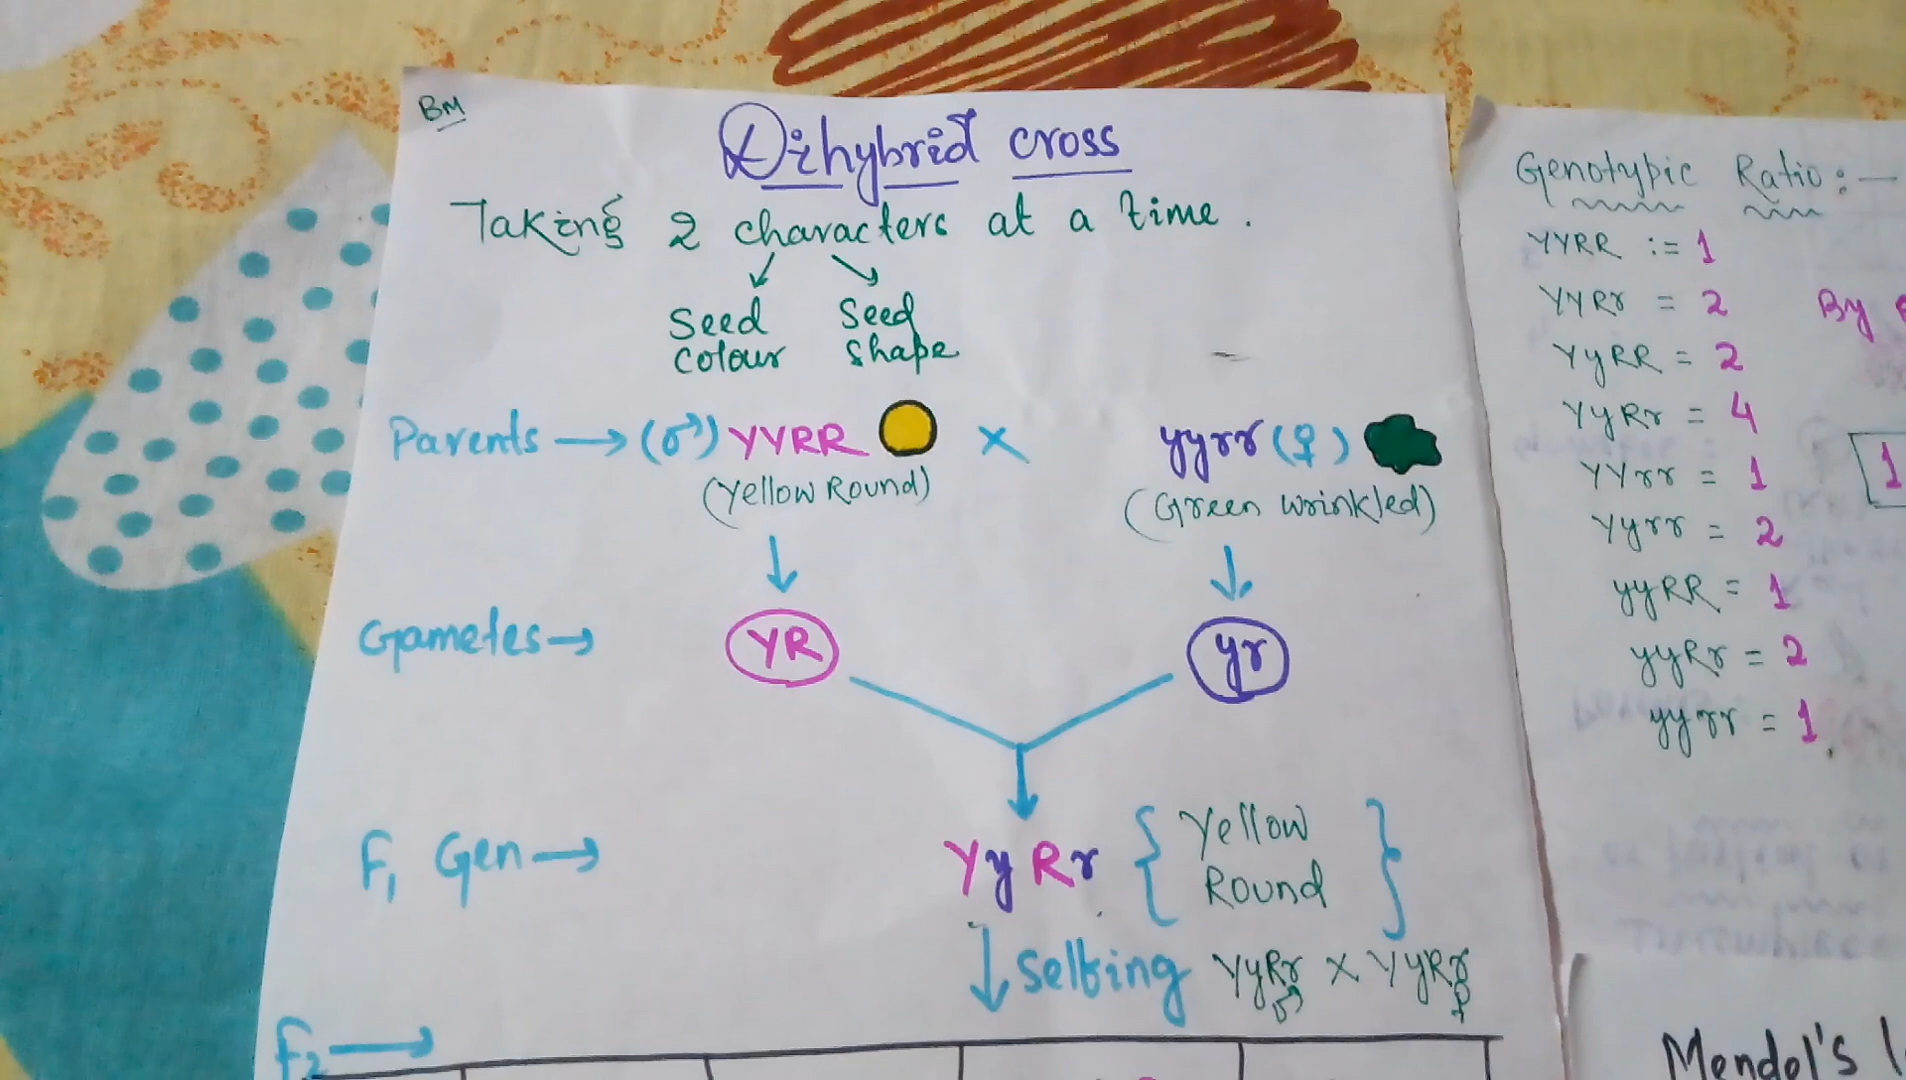 BM
Dihybrid cross
Taking 2 characters at a time.
Seed colour
Seed shape
Parents → (♂) YYRR × yyrr (♀)
(Yellow Round) (Green wrinkled)
Gametes → YR yr
F1 Gen → YyRr { Yellow Round }
↓ Selfing YyRr ♂ × YyRr ♀
F2 →
Genotypic Ratio :-
YYRR := 1
YYRr = 2
YyRR = 2
YyRr = 4
YYrr = 1
Yyrr = 2
yyRR = 1
yyRr = 2
yyrr = 1.
By
1
Mendel's